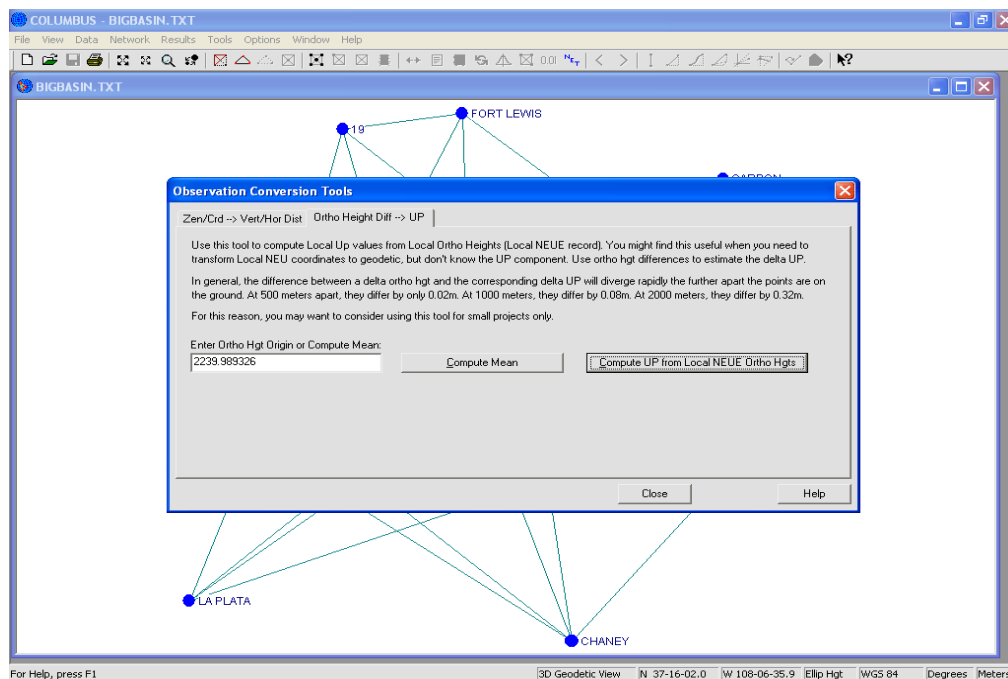 COLUMBUS - BIGBASIN.TXT
File View Data Network Results Tools Options Window Help
0.01 NET
BIGBASIN.TXT
FORT LEWIS
19
Observation Conversion Tools
Zen/Crd --> Vert/Hor Dist Ortho Height Diff --> UP
Use this tool to compute Local Up values from Local Ortho Heights (Local NEUE record). You might find this useful when you need to
transform Local NEU coordinates to geodetic, but don't know the UP component. Use ortho hgt differences to estimate the delta UP.
In general, the difference between a delta ortho hgt and the corresponding delta UP will diverge rapidly the further apart the points are on
the ground. At 500 meters apart, they differ by only 0.02m. At 1000 meters, they differ by 0.08m. At 2000 meters, they differ by 0.32m.
For this reason, you may want to consider using this tool for small projects only.
Enter Ortho Hgt Origin or Compute Mean:
2239.989326 Compute Mean Compute UP from Local NEUE Ortho Hgts
Close Help
LA PLATA
CHANEY
For Help, press F1 3D Geodetic View N 37-16-02.0 W 108-06-35.9 Ellip Hgt WGS 84 Degrees Meters